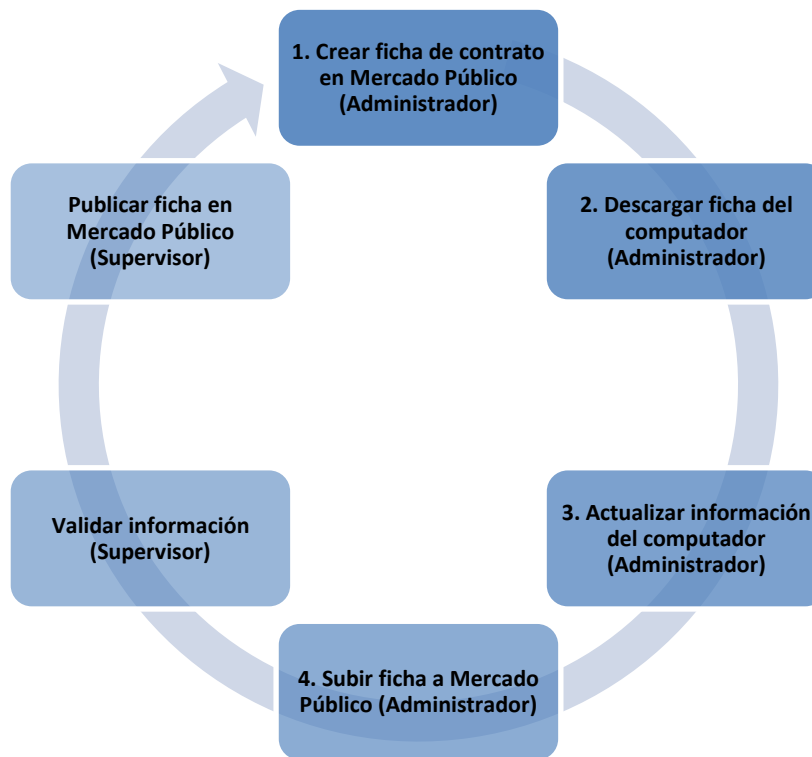 1. Crear ficha de contrato
en Mercado Público
(Administrador)
2. Descargar ficha del
computador
(Administrador)
3. Actualizar información
del computador
(Administrador)
4. Subir ficha a Mercado
Público (Administrador)
Validar información
(Supervisor)
Publicar ficha en
Mercado Público
(Supervisor)